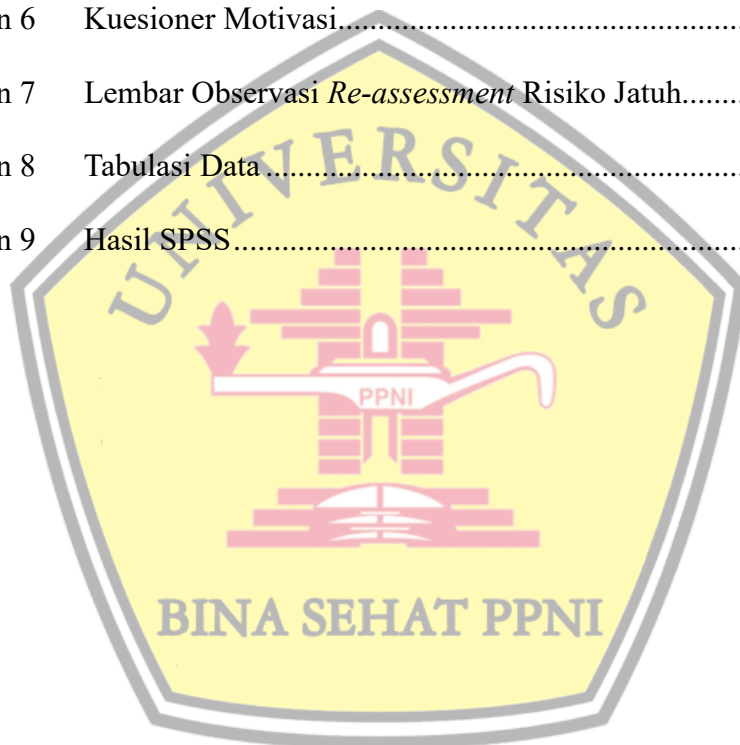 n 6 Kuesioner Motivasi......................................................
n 7 Lembar Observasi Re-assessment Risiko Jatuh........
n 8 Tabulasi Data..............................................................
n 9 Hasil SPSS..................................................................
UNIVERSITAS
PPNI
BINA SEHAT PPNI